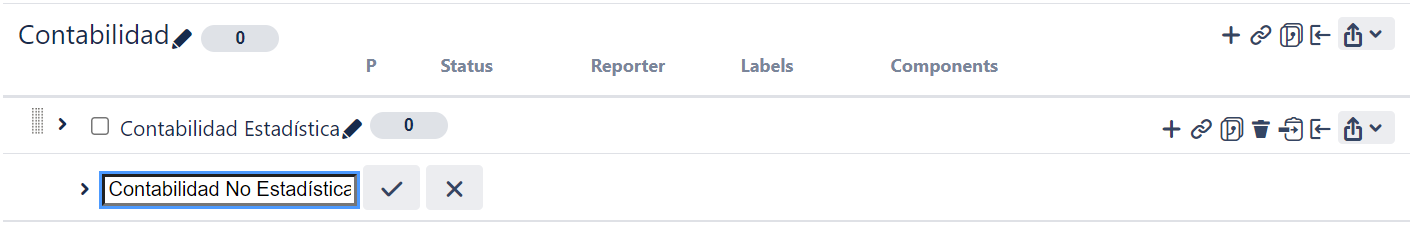 Contabilidad 0
P Status Reporter Labels Components
Contabilidad Estadística 0
Contabilidad No Estadística